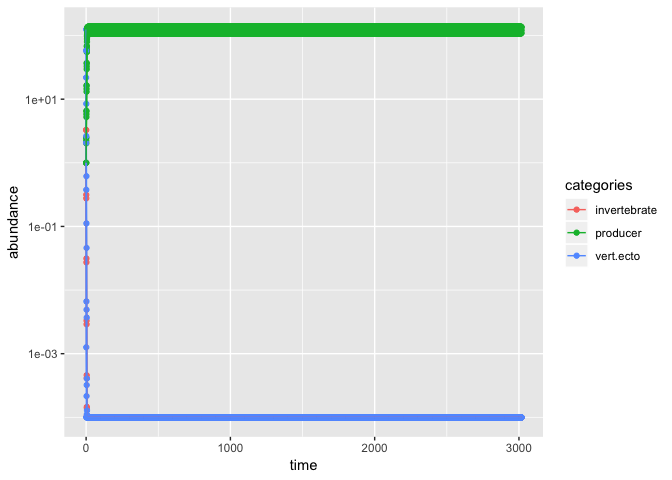 1e+01
1e-01
1e-03
abundance
0
1000
2000
3000
time
categories
invertebrate
producer
vert.ecto